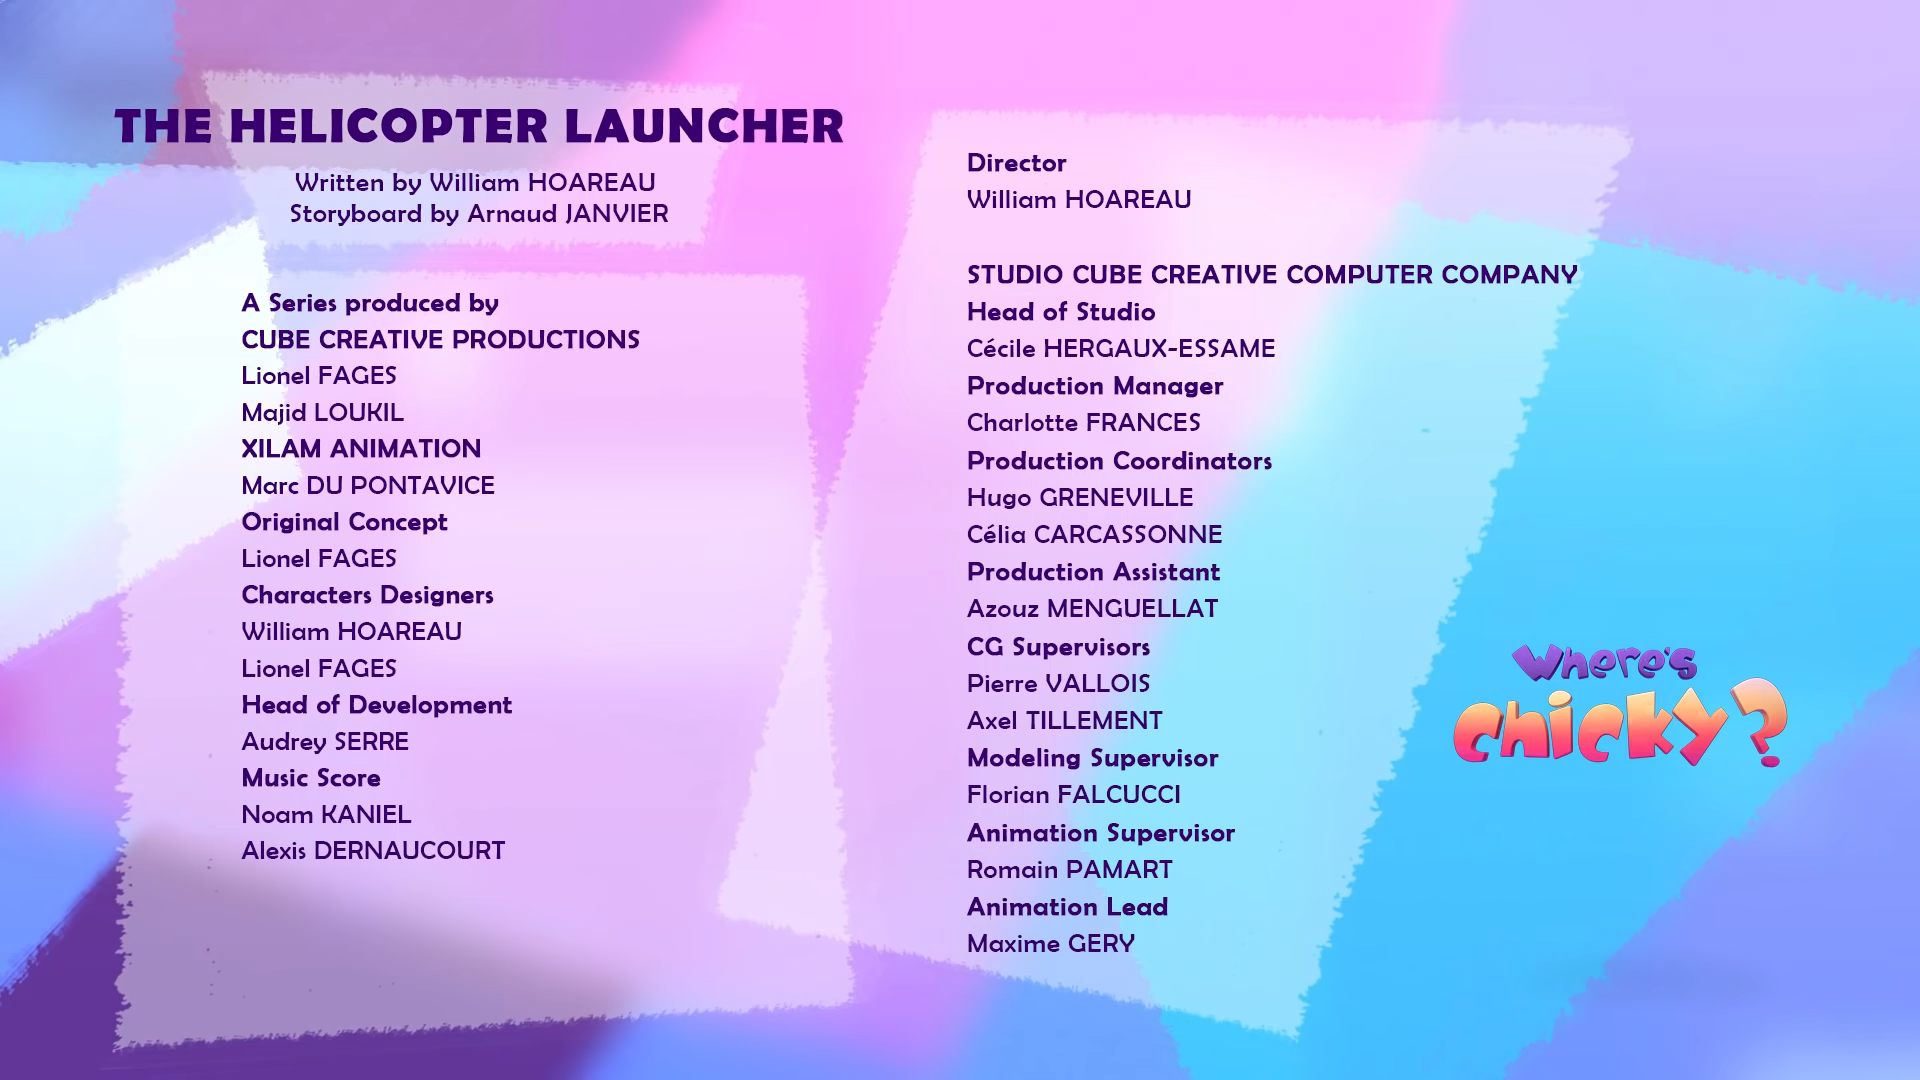 THE HELICOPTER LAUNCHER
Written by William HOAREAU
Storyboard by Arnaud JANVIER
A Series produced by
CUBE CREATIVE PRODUCTIONS
Lionel FAGES
Majid LOUKIL
XILAM ANIMATION
Marc DU PONTAVICE
Original Concept
Lionel FAGES
Characters Designers
William HOAREAU
Lionel FAGES
Head of Development
Audrey SERRE
Music Score
Noam KANIEL
Alexis DERNAUCOURT
Director
William HOAREAU
STUDIO CUBE CREATIVE COMPUTER COMPANY
Head of Studio
Cécile HERGAUX-ESSAME
Production Manager
Charlotte FRANCES
Production Coordinators
Hugo GRENEVILLE
Célia CARCASSONNE
Production Assistant
Azouz MENGUELLAT
CG Supervisors
Pierre VALLOIS
Axel TILLEMENT
Modeling Supervisor
Florian FALCUCCI
Animation Supervisor
Romain PAMART
Animation Lead
Maxime GERY
Where's
chicky?